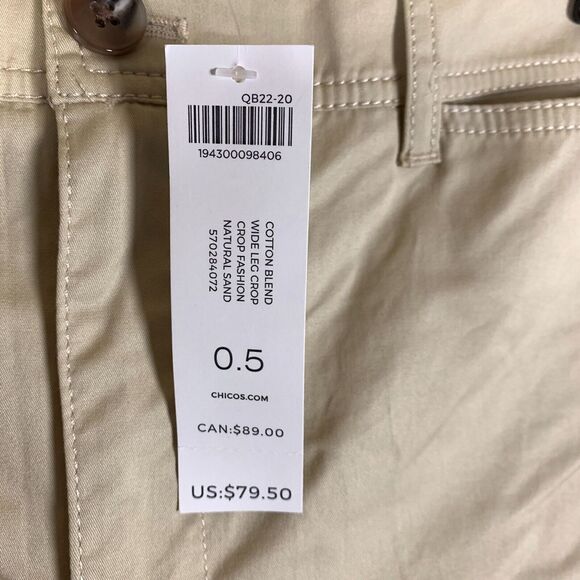 QB22-20
194300098406
COTTON BLEND
WIDE LEG CROP
CROP FASHION
NATURAL SAND
570284072
0.5
CHICOS.COM
CAN:$89.00
US:$79.50